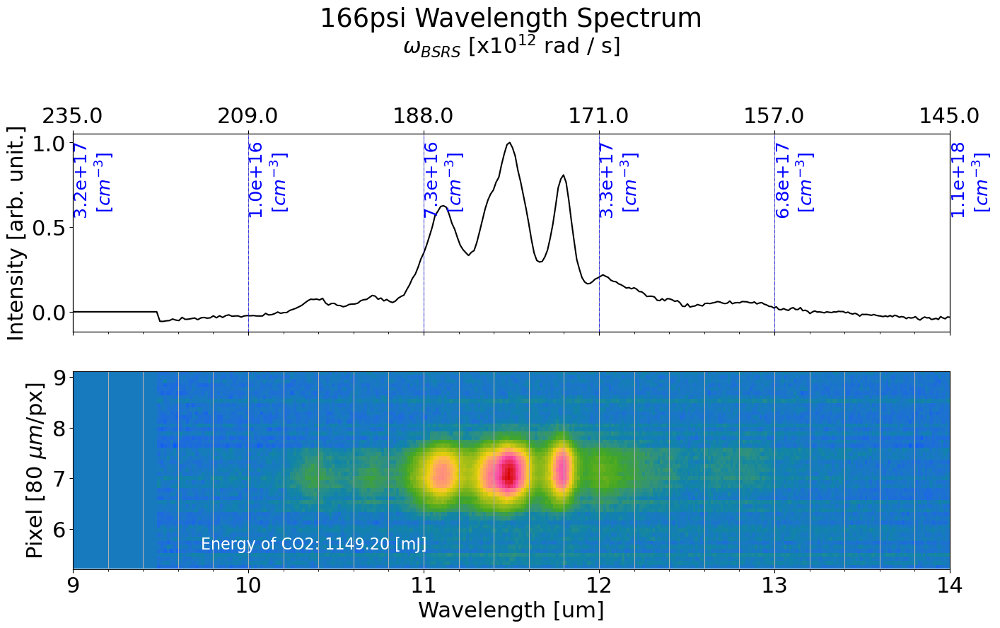 166psi Wavelength Spectrum
ω_BSRS [x10^12 rad / s]
235.0 209.0 188.0 171.0 157.0 145.0
Intensity [arb. unit.]
1.0
0.5
0.0
3.2e+17
[cm^−3]
1.0e+16
[cm^−3]
7.3e+16
[cm^−3]
3.3e+17
[cm^−3]
6.8e+17
[cm^−3]
1.1e+18
[cm^−3]
Pixel [80 μm/px]
9
8
7
6
Energy of CO2: 1149.20 [mJ]
9 10 11 12 13 14
Wavelength [um]